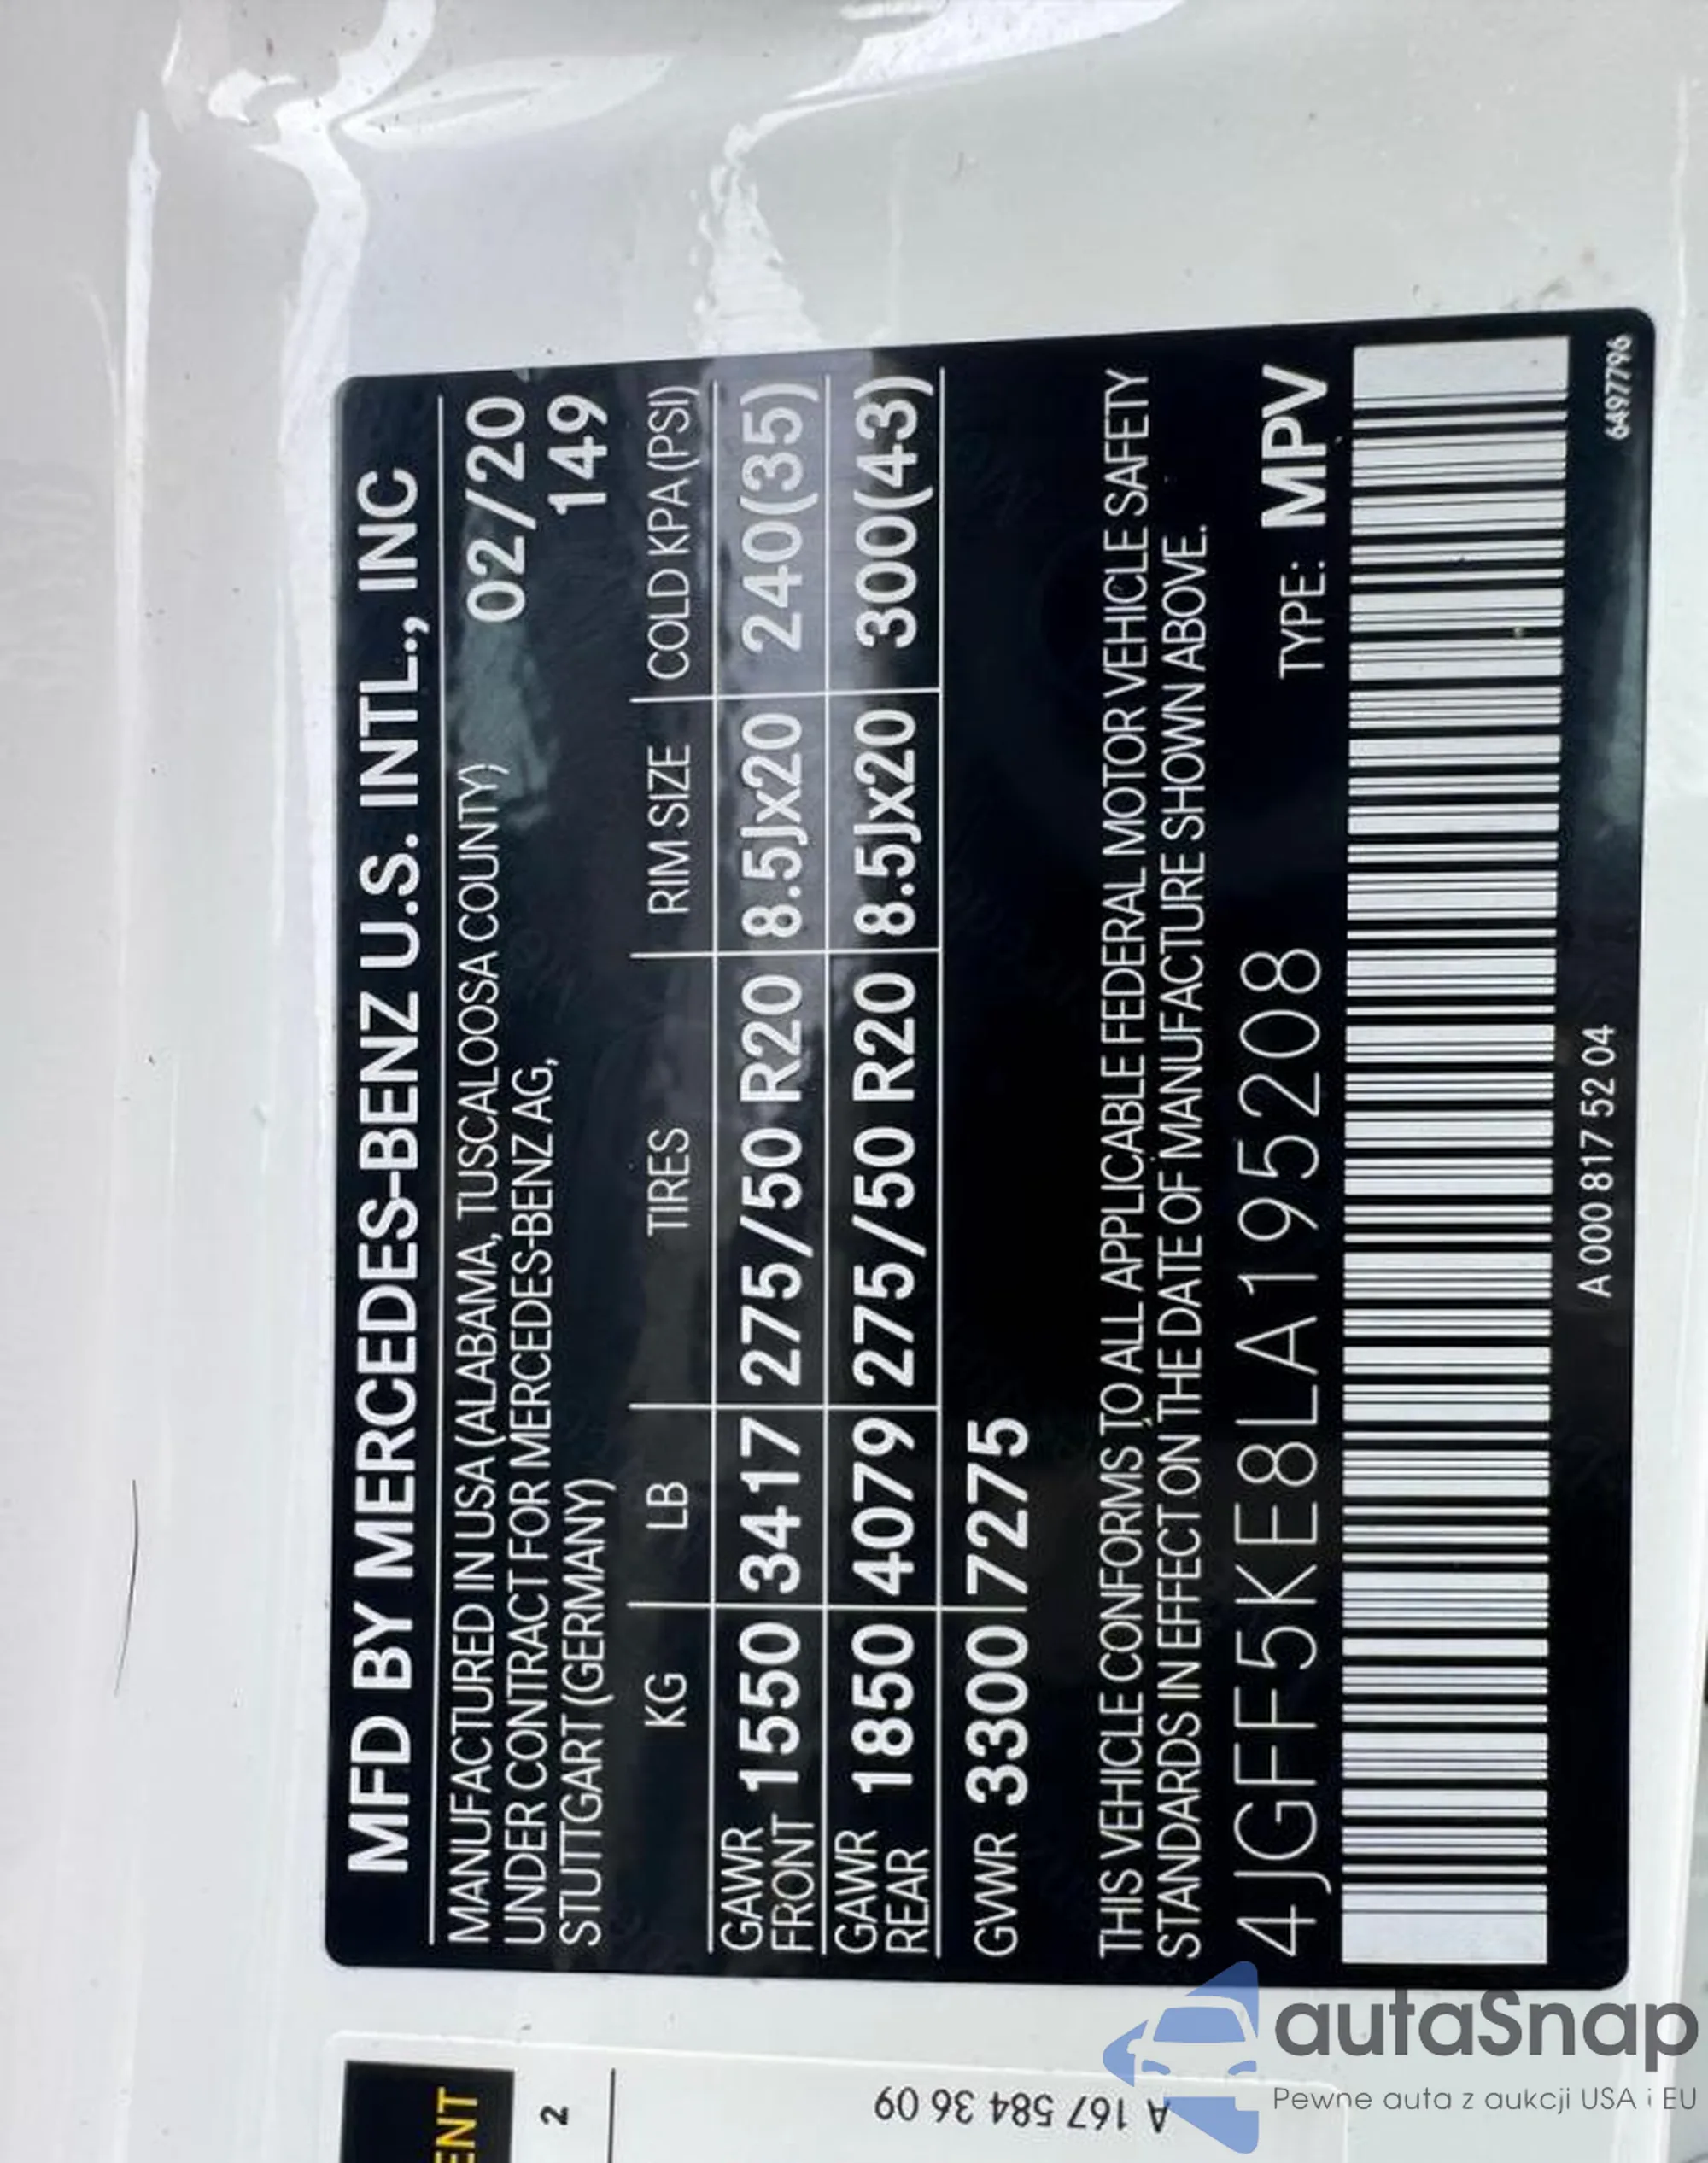 MFD BY MERCEDES-BENZ U.S. INTL., INC
MANUFACTURED IN USA (ALABAMA, TUSCALOOSA COUNTY) 02/20
UNDER CONTRACT FOR MERCEDES-BENZ AG, 149
STUTTGART (GERMANY)
KG LB TIRES RIM SIZE COLD KPA (PSI)
GAWR FRONT 1550 3417 275/50 R20 8.5Jx20 240(35)
GAWR REAR 1850 4079 275/50 R20 8.5Jx20 300(43)
GVWR 3300 7275
THIS VEHICLE CONFORMS TO ALL APPLICABLE FEDERAL MOTOR VEHICLE SAFETY
STANDARDS IN EFFECT ON THE DATE OF MANUFACTURE SHOWN ABOVE.
4JGFF5KE8LA195208 TYPE: MPV
A 000 817 52 04
6497796
ENT
2
A 167 584 36 09
autaSnap
Pewne auta z aukcji USA i EU